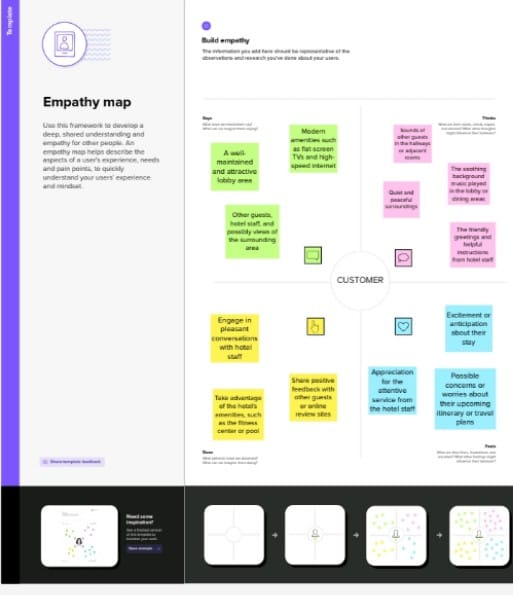 Template
Empathy map
Use this framework to develop a
deep, shared understanding and
empathy for other people. An
empathy map helps describe the
aspects of a user's experience, needs
and pain points, to quickly
understand your users' experience
and mindset.
Share template feedback
Build empathy
The information you add here should be representative of the
observations and research you've done about your users.
Says
Thinks
A well-
maintained
and attractive
lobby area
Modern
amenities such
as flat-screen
TVs and high-
speed internet
Other guests,
hotel staff, and
possibly views of
the surrounding
area
Sounds of
other guests
in the hallways
or adjacent
rooms
The soothing
background
music played
in the lobby or
dining areas
Quiet and
peaceful
surroundings
The friendly
greetings and
helpful
instructions
from hotel staff
CUSTOMER
Engage in
pleasant
conversations
with hotel
staff
Take advantage
of the hotel's
amenities, such
as the fitness
center or pool
Share positive
feedback with
other guests
or online
review sites
Excitement or
anticipation
about their
stay
Appreciation
for the
attentive
service from
the hotel staff
Possible
concerns or
worries about
their upcoming
itinerary or travel
plans
Does
Feels
Need some
inspiration?
See a finished version
of this template to
kickstart your work.
Open example